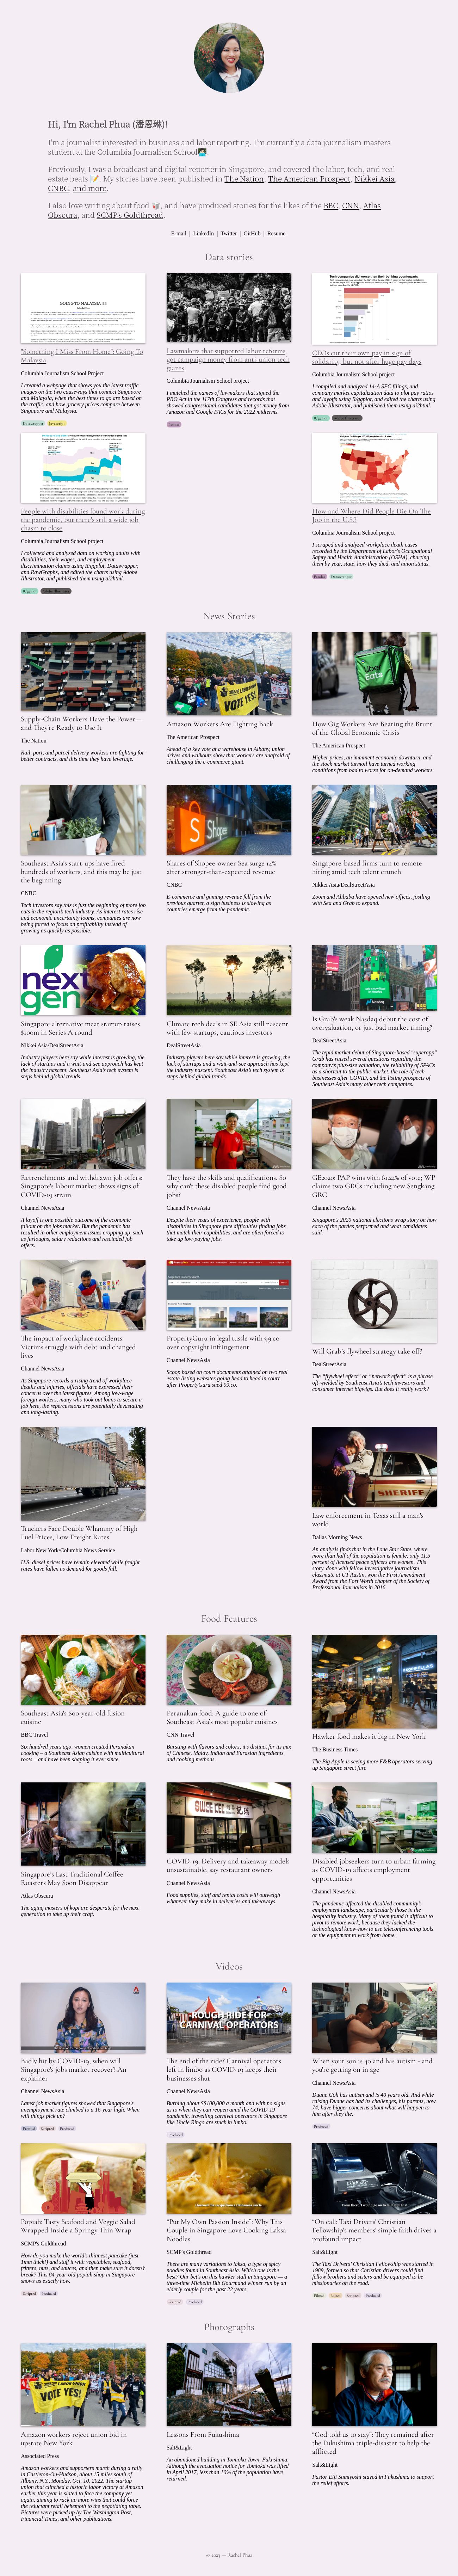 Hi, I'm Rachel Phua (潘恩琳)!
I'm a journalist interested in business and labor reporting. I'm currently a data journalism masters
student at the Columbia Journalism School
Previously, I was a broadcast and digital reporter in Singapore, and covered the labor, tech, and real
estate beats 📝. My stories have been published in The Nation, The American Prospect, Nikkei Asia,
CNBC, and more.
I also love writing about food 🥡, and have produced stories for the likes of the BBC, CNN, Atlas
Obscura, and SCMP's Goldthread.
E-mail | LinkedIn | Twitter | GitHub | Resume
Data stories
GOING TO MALAYSIA
"Something I Miss From Home": Going To
Malaysia
Columbia Journalism School Project
I created a webpage that shows you the latest traffic
images on the two causeways that connect Singapore
and Malaysia, when the best times to go are based on
the traffic, and how grocery prices compare between
Singapore and Malaysia.
Datawrapper Javascript
Lawmakers that supported labor reforms
got campaign money from anti-union tech
giants
Columbia Journalism School project
I matched the names of lawmakers that signed the
PRO Act in the 117th Congress and records that
showed congressional candidates who got money from
Amazon and Google PACs for the 2022 midterms.
Pandas
Tech companies did worse than their banking counterparts
CEOs cut their own pay in sign of
solidarity, but not after huge pay days
Columbia Journalism School project
I compiled and analyzed 14-A SEC filings, and
company market capitalization data to plot pay ratios
and layoffs using R/ggplot, and edited the charts using
Adobe Illustrator, and published them using ai2html.
R/ggplot Adobe Illustrator
People with disabilities found work during
the pandemic, but there's still a wide job
chasm to close
Columbia Journalism School project
I collected and analyzed data on working adults with
disabilities, their wages, and employment
discrimination claims using R/ggplot, Datawrapper,
and RawGraphs, and edited the charts using Adobe
Illustrator, and published them using ai2html.
R/ggplot Adobe Illustrator
How and Where Did People Die On The
Job in the U.S.?
Columbia Journalism School project
I scraped and analyzed workplace death cases
recorded by the Department of Labor's Occupational
Safety and Health Administration (OSHA), charting
them by year, state, how they died, and union status.
Pandas Datawrapper
News Stories
Supply-Chain Workers Have the Power—
and They're Ready to Use It
The Nation
Rail, port, and parcel delivery workers are fighting for
better contracts, and this time they have leverage.
VOTE YES!
Amazon Workers Are Fighting Back
The American Prospect
Ahead of a key vote at a warehouse in Albany, union
drives and walkouts show that workers are unafraid of
challenging the e-commerce giant.
Uber
Eats
How Gig Workers Are Bearing the Brunt
of the Global Economic Crisis
The American Prospect
Higher prices, an imminent economic downturn, and
the stock market turmoil have turned working
conditions from bad to worse for on-demand workers.
Southeast Asia's start-ups have fired
hundreds of workers, and this may be just
the beginning
CNBC
Tech investors say this is just the beginning of more job
cuts in the region's tech industry. As interest rates rise
and economic uncertainty looms, companies are now
being forced to focus on profitability instead of
growing as quickly as possible.
Shares of Shopee-owner Sea surge 14%
after stronger-than-expected revenue
CNBC
E-commerce and gaming revenue fell from the
previous quarter, a sign business is slowing as
countries emerge from the pandemic.
Singapore-based firms turn to remote
hiring amid tech talent crunch
Nikkei Asia/DealStreetAsia
Zoom and Alibaba have opened new offices, jostling
with Sea and Grab to expand.
next
gen
Singapore alternative meat startup raises
$100m in Series A round
Nikkei Asia/DealStreetAsia
Industry players here say while interest is growing, the
lack of startups and a wait-and-see approach has kept
the industry nascent. Southeast Asia's tech system is
steps behind global trends.
Climate tech deals in SE Asia still nascent
with few startups, cautious investors
DealStreetAsia
Industry players here say while interest is growing, the
lack of startups and a wait-and-see approach has kept
the industry nascent. Southeast Asia's tech system is
steps behind global trends.
Is Grab's weak Nasdaq debut the cost of
overvaluation, or just bad market timing?
DealStreetAsia
The tepid market debut of Singapore-based "superapp"
Grab has raised several questions regarding the
company's plus-size valuation, the reliability of SPACs
as a shortcut to the public market, the role of tech
businesses after COVID, and the listing prospects of
Southeast Asia's many other tech companies.
Retrenchments and withdrawn job offers:
Singapore's labour market shows signs of
COVID-19 strain
Channel NewsAsia
A layoff is one possible outcome of the economic
fallout on the jobs market. But the pandemic has
resulted in other employment issues cropping up, such
as furloughs, salary reductions and rescinded job
offers.
They have the skills and qualifications. So
why can't these disabled people find good
jobs?
Channel NewsAsia
Despite their years of experience, people with
disabilities in Singapore face difficulties finding jobs
that match their capabilities, and are often forced to
take up low-paying jobs.
GE2020: PAP wins with 61.24% of vote; WP
claims two GRCs including new Sengkang
GRC
Channel NewsAsia
Singapore's 2020 national elections wrap story on how
each of the parties performed and what candidates
said.
The impact of workplace accidents:
Victims struggle with debt and changed
lives
Channel NewsAsia
As Singapore records a rising trend of workplace
deaths and injuries, officials have expressed their
concerns over the latest figures. Among low-wage
foreign workers, many who took out loans to secure a
job here, the repercussions are potentially devastating
and long-lasting.
PropertyGuru in legal tussle with 99.co
over copyright infringement
Channel NewsAsia
Scoop based on court documents attained on two real
estate listing websites going head to head in court
after PropertyGuru sued 99.co.
Will Grab's flywheel strategy take off?
DealStreetAsia
The "flywheel effect" or "network effect" is a phrase
oft-wielded by Southeast Asia's tech investors and
consumer internet bigwigs. But does it really work?
Truckers Face Double Whammy of High
Fuel Prices, Low Freight Rates
Labor New York/Columbia News Service
U.S. diesel prices have remain elevated while freight
rates have fallen as demand for goods fall.
SHERIFF
Law enforcement in Texas still a man's
world
Dallas Morning News
An analysis finds that in the Lone Star State, where
more than half of the population is female, only 11.5
percent of licensed peace officers are women. This
story, done with fellow investigative journalism
classmate at UT Austin, won the First Amendment
Award from the Fort Worth chapter of the Society of
Professional Journalists in 2016.
Food Features
Southeast Asia's 600-year-old fusion
cuisine
BBC Travel
Six hundred years ago, women created Peranakan
cooking – a Southeast Asian cuisine with multicultural
roots – and have been shaping it ever since.
Peranakan food: A guide to one of
Southeast Asia's most popular cuisines
CNN Travel
Bursting with flavors and colors, it's distinct for its mix
of Chinese, Malay, Indian and Eurasian ingredients
and cooking methods.
Hawker food makes it big in New York
The Business Times
The Big Apple is seeing more F&B operators serving
up Singapore street fare
Singapore's Last Traditional Coffee
Roasters May Soon Disappear
Atlas Obscura
The aging masters of kopi are desperate for the next
generation to take up their craft.
COVID-19: Delivery and takeaway models
unsustainable, say restaurant owners
Channel NewsAsia
Food supplies, staff and rental costs will outweigh
whatever they make in deliveries and takeaways.
Disabled jobseekers turn to urban farming
as COVID-19 affects employment
opportunities
Channel NewsAsia
The pandemic affected the disabled community's
employment landscape, particularly those in the
hospitality industry. Many of them found it difficult to
pivot to remote work, because they lacked the
technological know-how to use teleconferencing tools
or the equipment to work from home.
Videos
Badly hit by COVID-19, when will
Singapore's jobs market recover? An
explainer
Channel NewsAsia
Latest job market figures showed that Singapore's
unemployment rate climbed to a 16-year high. When
will things pick up?
Scripted Produced
ROUGH RIDE FOR
CARNIVAL OPERATORS
The end of the ride? Carnival operators
left in limbo as COVID-19 keeps their
businesses shut
Channel NewsAsia
Burning about S$100,000 a month and with no signs
as to when they can reopen amid the COVID-19
pandemic, travelling carnival operators in Singapore
like Uncle Ringo are stuck in limbo.
Produced
When your son is 40 and has autism - and
you're getting on in age
Channel NewsAsia
Duane Goh has autism and is 40 years old. And while
raising Duane has had its challenges, his parents, now
74, have bigger concerns about what will happen to
him after they die.
Produced
Popiah: Tasty Seafood and Veggie Salad
Wrapped Inside a Springy Thin Wrap
SCMP's Goldthread
How do you make the world's thinnest pancake (just
1mm thick!) and stuff it with vegetables, seafood,
fritters, nuts, and sauces, and then make sure it doesn't
break? This 84-year-old popiah shop in Singapore
shows us exactly how.
Scripted Produced
"Put My Own Passion Inside": Why This
Couple in Singapore Love Cooking Laksa
Noodles
SCMP's Goldthread
There are many variations to laksa, a type of spicy
noodles found in Southeast Asia. Which one is the
best? Our bet's on this hawker stall in Singapore — a
three-time Michelin Bib Gourmand winner run by an
elderly couple for the past 22 years.
Scripted Produced
"On call: Taxi Drivers' Christian
Fellowship's members' simple faith drives a
profound impact
Salt&Light
The Taxi Drivers' Christian Fellowship was started in
1989, formed so that Christian drivers could find
fellow brothers and sisters and be equipped to be
missionaries on the road.
Filmed Edited Scripted Produced
Photographs
VOTE YES!
Amazon workers reject union bid in
upstate New York
Associated Press
Amazon workers and supporters march during a rally
in Castleton-On-Hudson, about 15 miles south of
Albany, N.Y., Monday, Oct. 10, 2022. The startup
union that clinched a historic labor victory at Amazon
earlier this year is slated to face the company yet
again, aiming to rack up more wins that could force
the reluctant retail behemoth to the negotiating table.
Pictures were picked up by The Washington Post,
Financial Times, and other publications.
Lessons From Fukushima
Salt&Light
An abandoned building in Tomioka Town, Fukushima.
Although the evacuation notice for Tomioka was lifted
in April 2017, less than 10% of the population have
returned.
"God told us to stay": They remained after
the Fukushima triple-disaster to help the
afflicted
Salt&Light
Pastor Eiji Sumiyoshi stayed in Fukushima to support
the relief efforts.
© 2023 — Rachel Phua